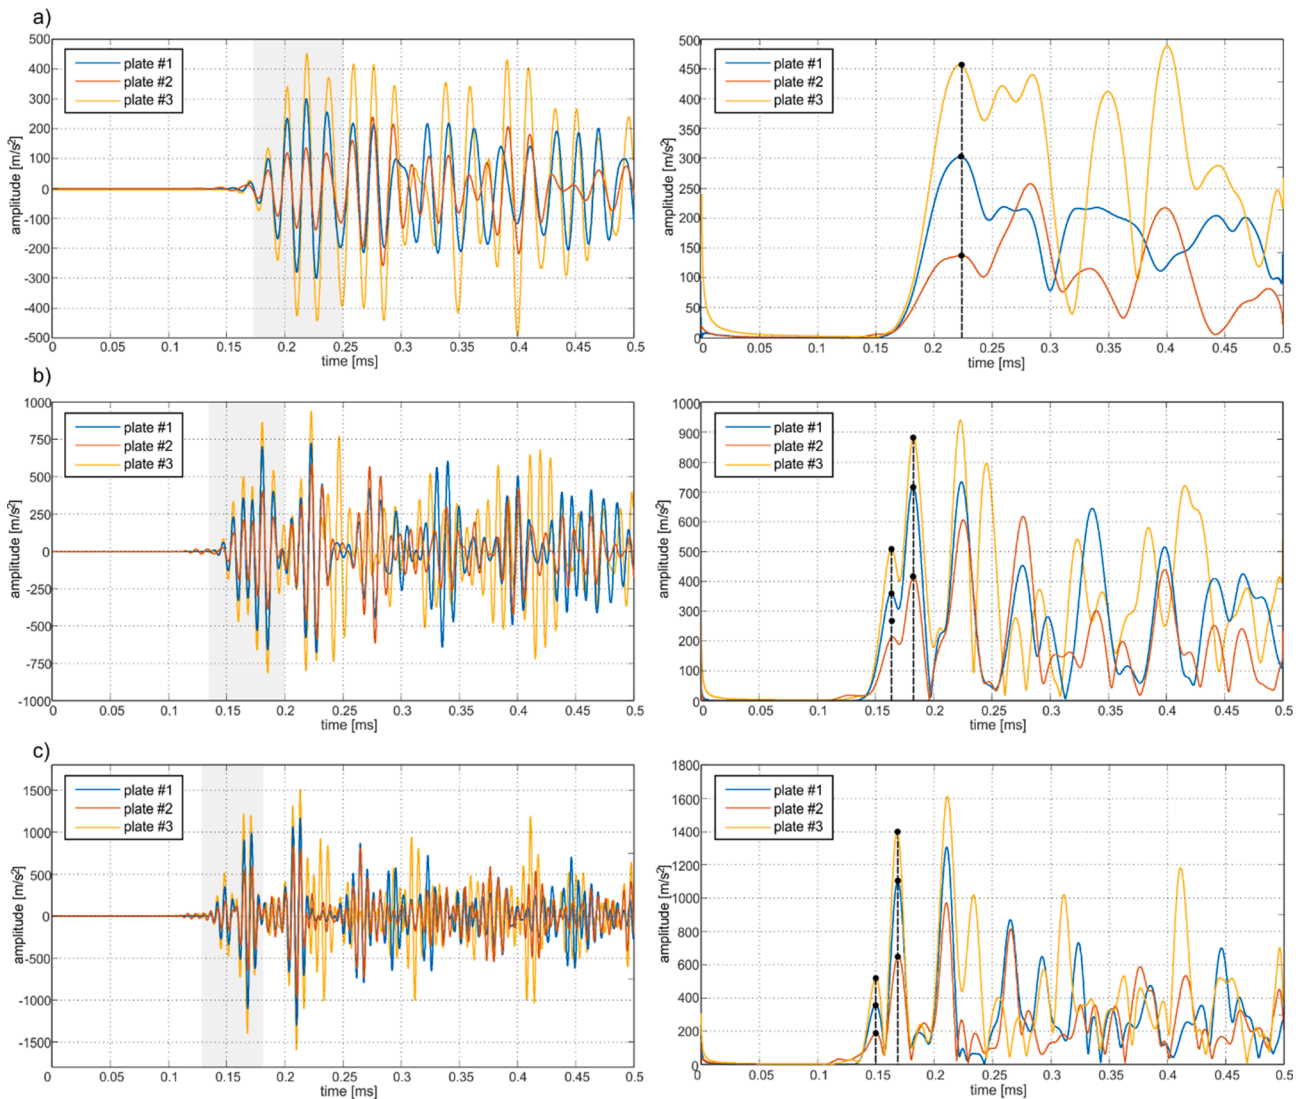 a)
500
400
300
200
100
0
-100
-200
-300
-400
-500
amplitude [m/s²]
plate #1
plate #2
plate #3
0 0.05 0.1 0.15 0.2 0.25 0.3 0.35 0.4 0.45 0.5
time [ms]
500
450
400
350
300
250
200
150
100
50
0
amplitude [m/s²]
plate #1
plate #2
plate #3
0 0.05 0.1 0.15 0.2 0.25 0.3 0.35 0.4 0.45 0.5
time [ms]
b)
1000
750
500
250
0
-250
-500
-750
-1000
amplitude [m/s²]
plate #1
plate #2
plate #3
0 0.05 0.1 0.15 0.2 0.25 0.3 0.35 0.4 0.45 0.5
time [ms]
1000
900
800
700
600
500
400
300
200
100
0
amplitude [m/s²]
plate #1
plate #2
plate #3
0 0.05 0.1 0.15 0.2 0.25 0.3 0.35 0.4 0.45 0.5
time [ms]
c)
1500
1000
500
0
-500
-1000
-1500
amplitude [m/s²]
plate #1
plate #2
plate #3
0 0.05 0.1 0.15 0.2 0.25 0.3 0.35 0.4 0.45 0.5
time [ms]
1800
1600
1400
1200
1000
800
600
400
200
0
amplitude [m/s²]
plate #1
plate #2
plate #3
0 0.05 0.1 0.15 0.2 0.25 0.3 0.35 0.4 0.45 0.5
time [ms]